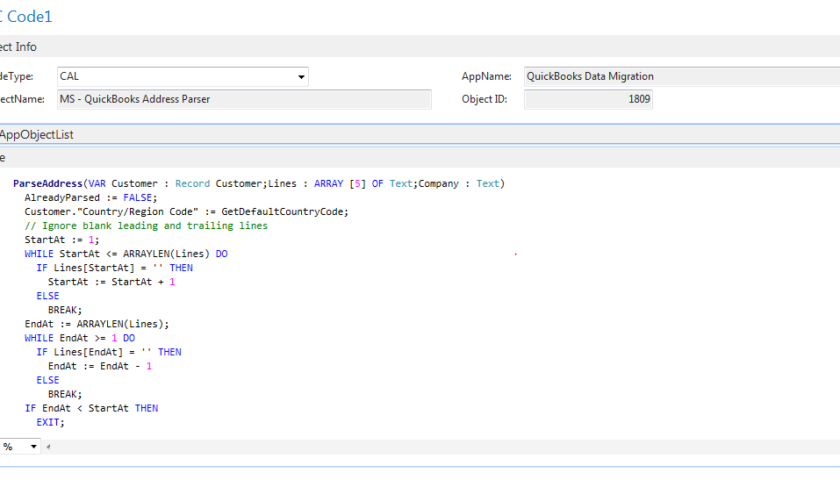 C Code1
ect Info
deType: CAL AppName: QuickBooks Data Migration
ectName: MS - QuickBooks Address Parser Object ID: 1809
AppObjectList
e
ParseAddress(VAR Customer : Record Customer;Lines : ARRAY [5] OF Text;Company : Text)
AlreadyParsed := FALSE;
Customer."Country/Region Code" := GetDefaultCountryCode;
// Ignore blank leading and trailing lines
StartAt := 1;
WHILE StartAt <= ARRAYLEN(Lines) DO
IF Lines[StartAt] = '' THEN
StartAt := StartAt + 1
ELSE
BREAK;
EndAt := ARRAYLEN(Lines);
WHILE EndAt >= 1 DO
IF Lines[EndAt] = '' THEN
EndAt := EndAt - 1
ELSE
BREAK;
IF EndAt < StartAt THEN
EXIT;
%